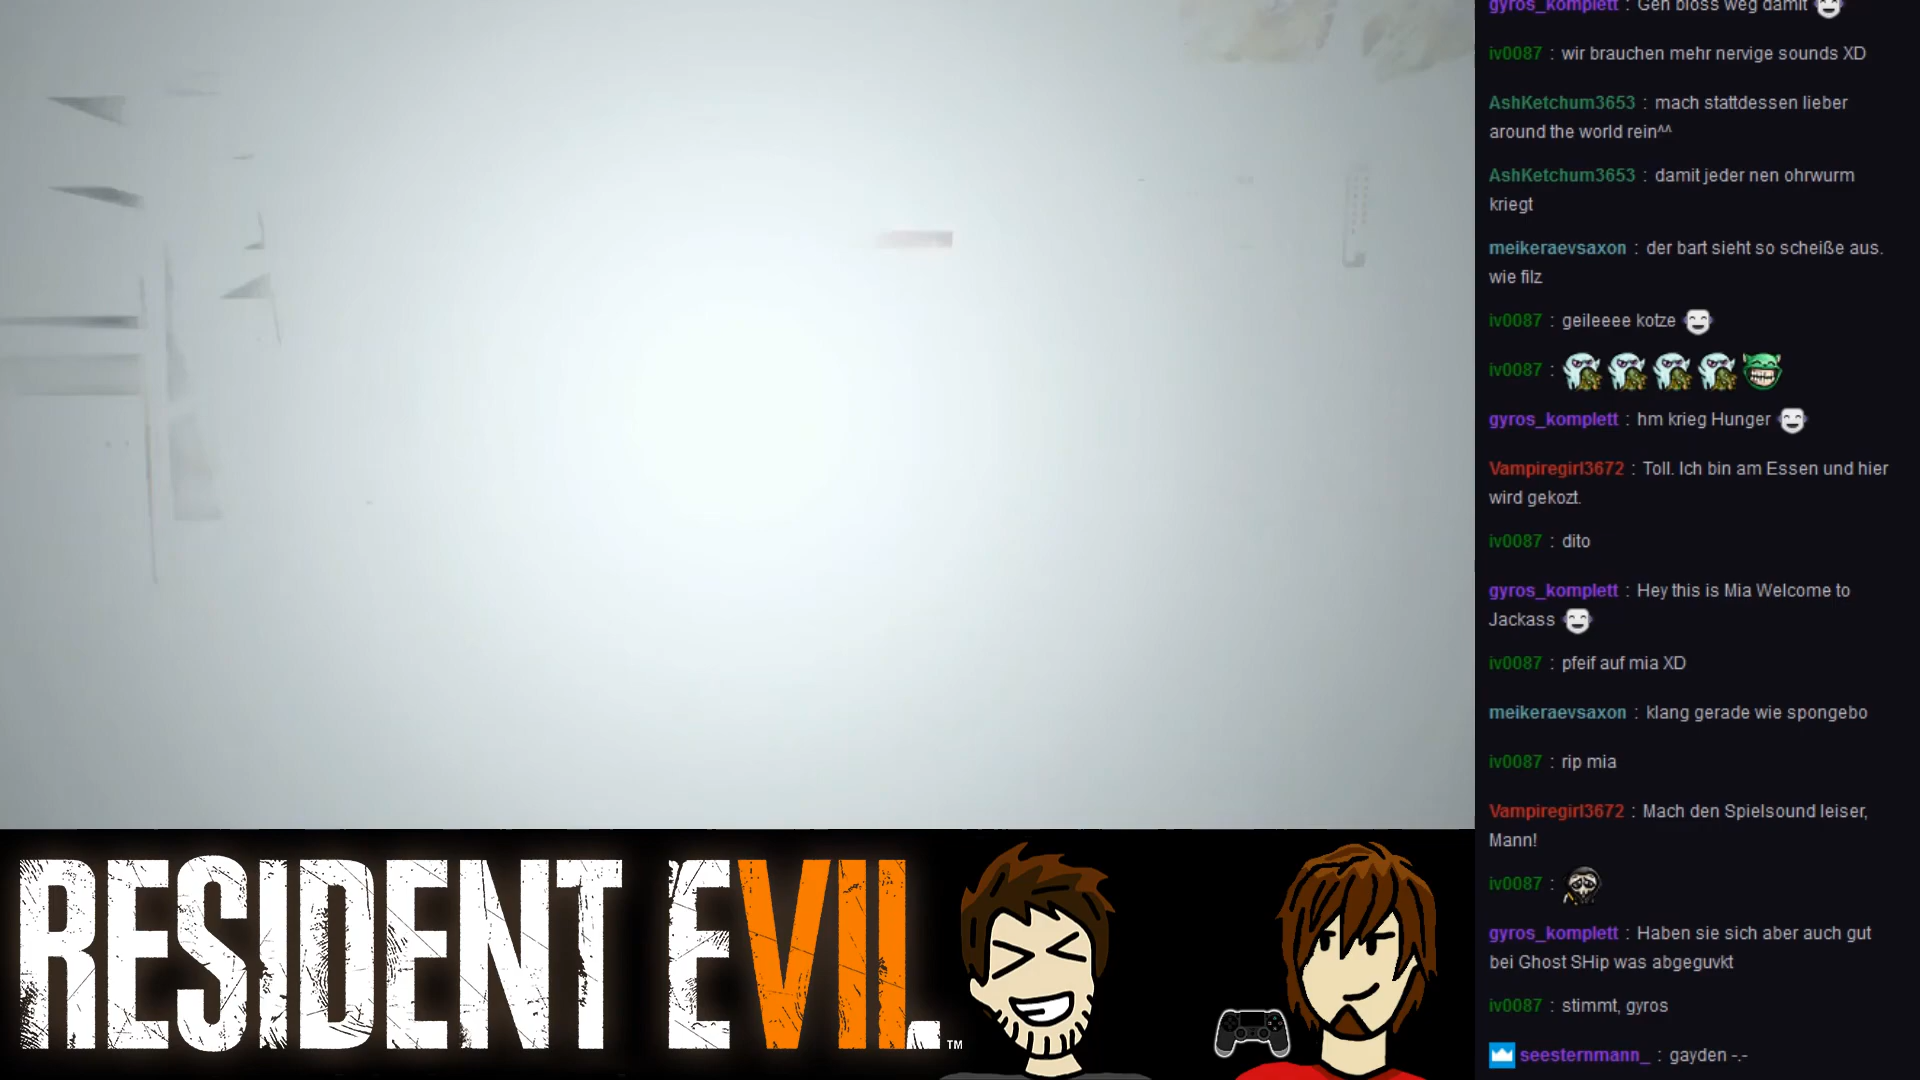 gyros_komplett : Geh bloss weg damit
iv0087 : wir brauchen mehr nervige sounds XD
AshKetchum3653 : mach stattdessen lieber
around the world rein^^
AshKetchum3653 : damit jeder nen ohrwurm
kriegt
meikeraevsaxon : der bart sieht so scheiße aus.
wie filz
iv0087 : geileeee kotze
iv0087 :
gyros_komplett : hm krieg Hunger
Vampiregirl3672 : Toll. Ich bin am Essen und hier
wird gekozt.
iv0087 : dito
gyros_komplett : Hey this is Mia Welcome to
Jackass
iv0087 : pfeif auf mia XD
meikeraevsaxon : klang gerade wie spongebo
iv0087 : rip mia
Vampiregirl3672 : Mach den Spielsound leiser,
Mann!
iv0087 :
gyros_komplett : Haben sie sich aber auch gut
bei Ghost SHip was abgeguvkt
iv0087 : stimmt, gyros
seesternmann_ : gayden -.-
RESIDENT EVII.™